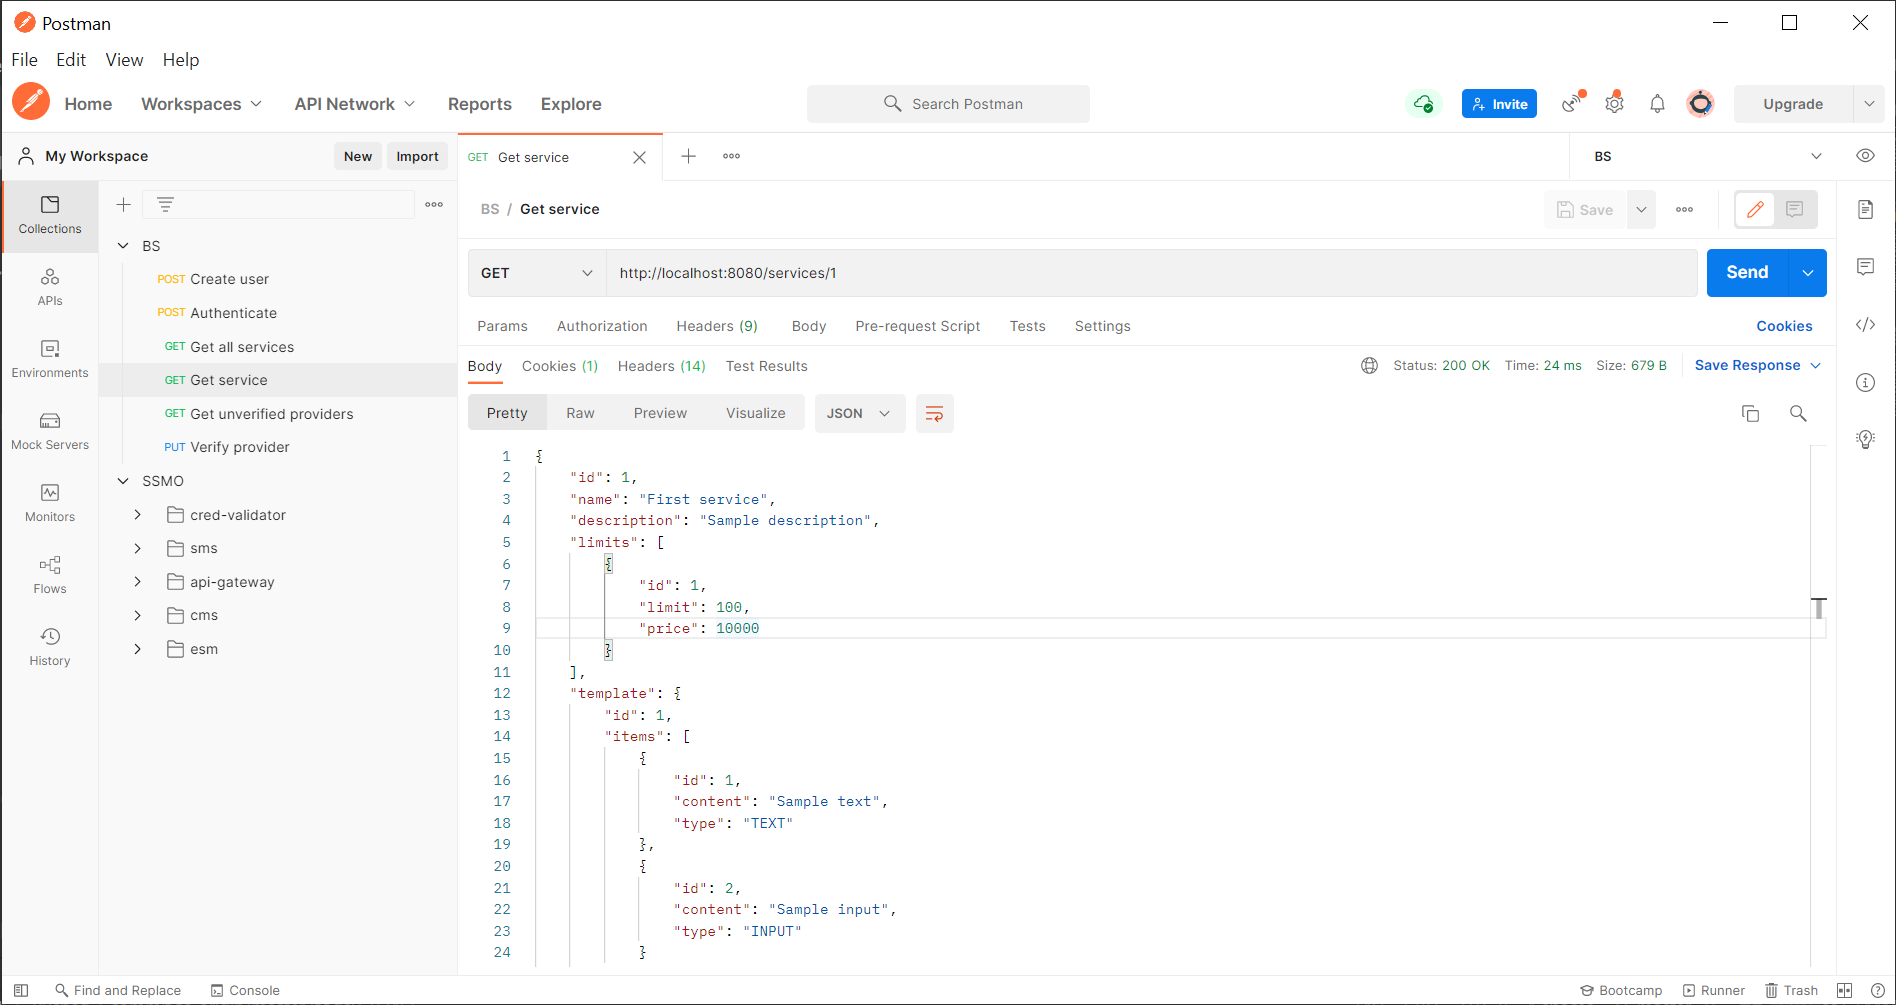 Postman
File Edit View Help
Home Workspaces API Network Reports Explore Search Postman Invite Upgrade
My Workspace New Import GET Get service BS
Collections
APIs
Environments
Mock Servers
Monitors
Flows
History
BS
POST Create user
POST Authenticate
GET Get all services
GET Get service
GET Get unverified providers
PUT Verify provider
SSMO
cred-validator
sms
api-gateway
cms
esm
BS / Get service Save
GET http://localhost:8080/services/1 Send
Params Authorization Headers (9) Body Pre-request Script Tests Settings Cookies
Body Cookies (1) Headers (14) Test Results Status: 200 OK Time: 24 ms Size: 679 B Save Response
Pretty Raw Preview Visualize JSON
1 {
2 "id": 1,
3 "name": "First service",
4 "description": "Sample description",
5 "limits": [
6 {
7 "id": 1,
8 "limit": 100,
9 "price": 10000
10 }
11 ],
12 "template": {
13 "id": 1,
14 "items": [
15 {
16 "id": 1,
17 "content": "Sample text",
18 "type": "TEXT"
19 },
20 {
21 "id": 2,
22 "content": "Sample input",
23 "type": "INPUT"
24 }
Find and Replace Console Bootcamp Runner Trash